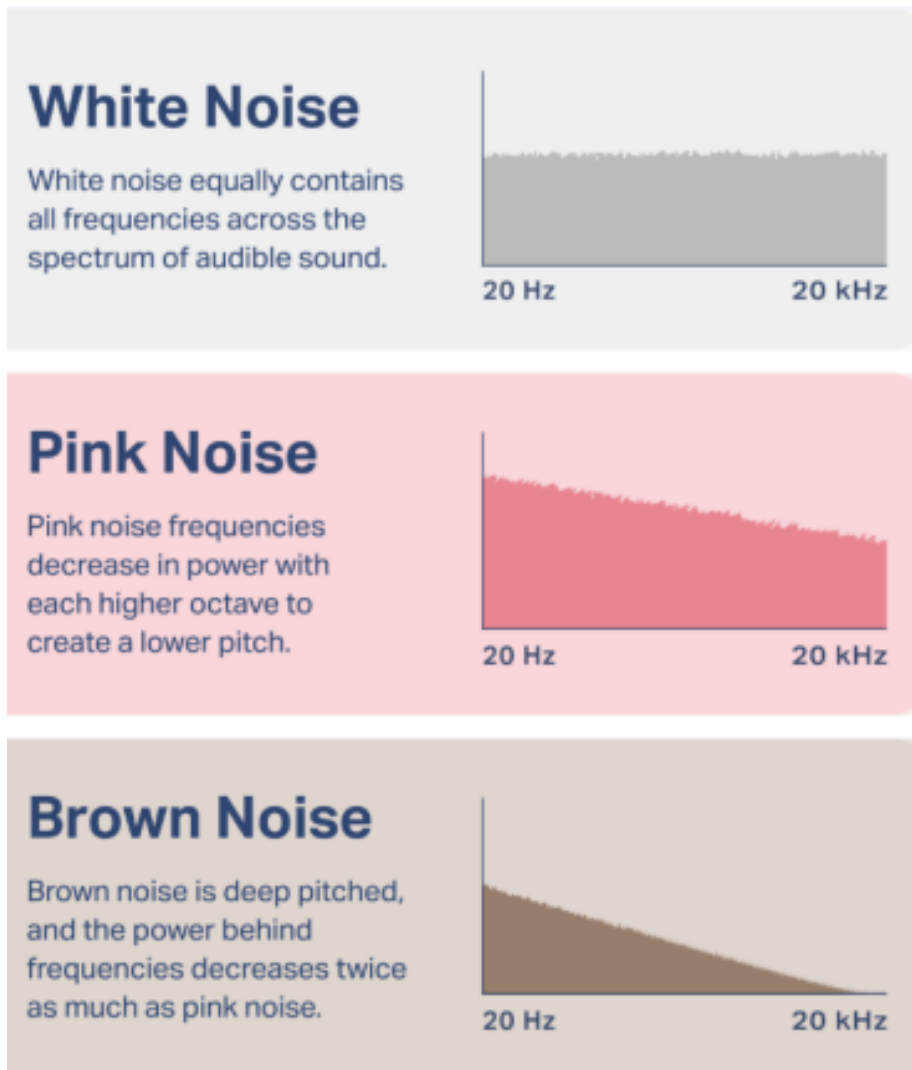 White Noise
White noise equally contains
all frequencies across the
spectrum of audible sound.
20 Hz
20 kHz
Pink Noise
Pink noise frequencies
decrease in power with
each higher octave to
create a lower pitch.
20 Hz
20 kHz
Brown Noise
Brown noise is deep pitched,
and the power behind
frequencies decreases twice
as much as pink noise.
20 Hz
20 kHz